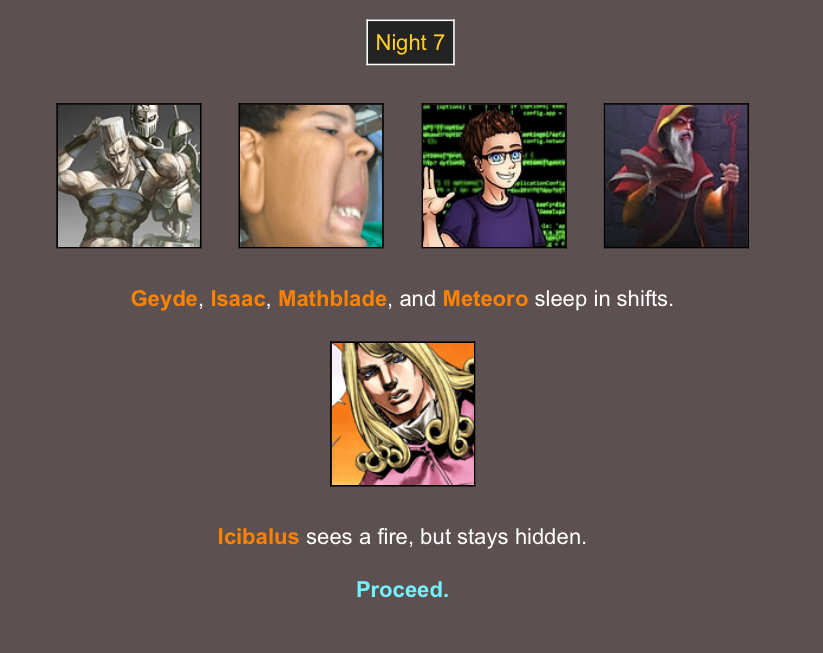 Night 7
Geyde, Isaac, Mathblade, and Meteoro sleep in shifts.
Icibalus sees a fire, but stays hidden.
Proceed.